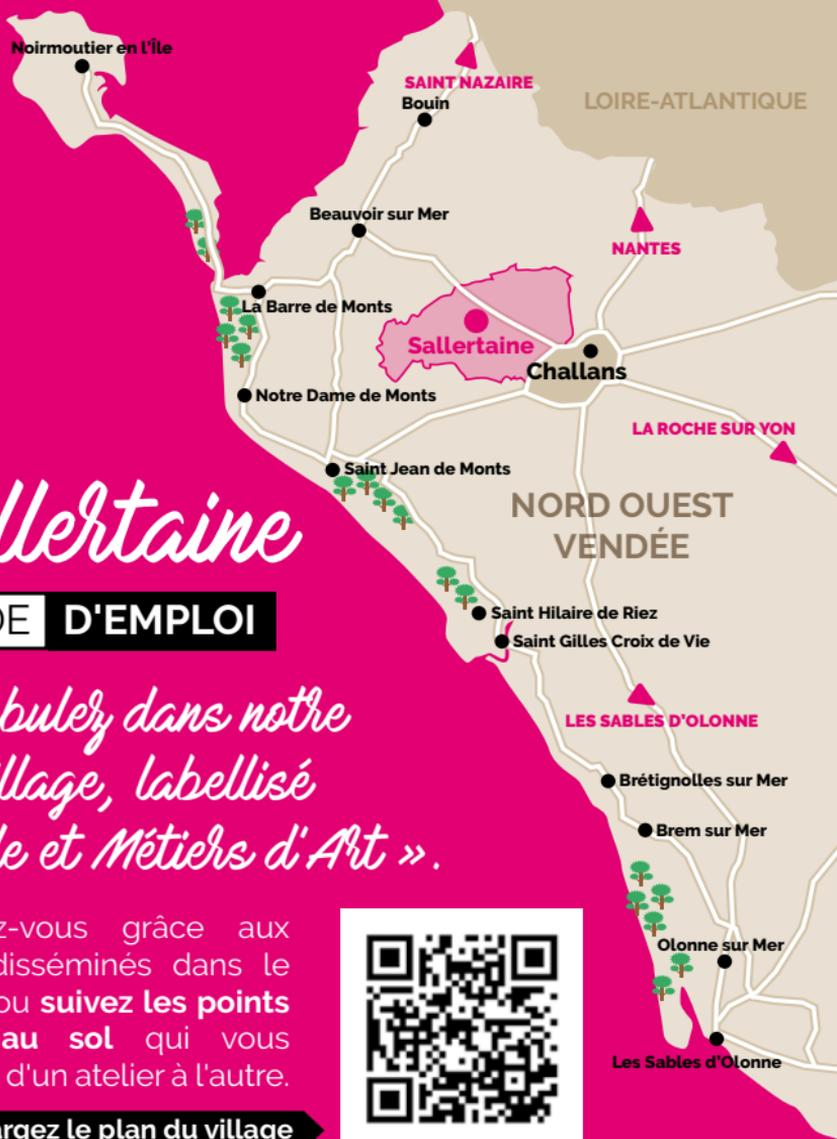 Noirmoutier en l'Île
SAINT NAZAIRE
Bouin
LOIRE-ATLANTIQUE
Beauvoir sur Mer
NANTES
La Barre de Monts
Sallertaine
Challans
Notre Dame de Monts
LA ROCHE SUR YON
Saint Jean de Monts
NORD OUEST
VENDÉE
Saint Hilaire de Riez
Saint Gilles Croix de Vie
LES SABLES D'OLONNE
Brétignolles sur Mer
Brem sur Mer
Olonne sur Mer
Les Sables d'Olonne
llertaine
DE D'EMPLOI
bulez dans notre
llage, labellisé
le et Métiers d'Art ».
z-vous grâce aux
disséminés dans le
ou suivez les points
au sol qui vous
d'un atelier à l'autre.
argez le plan du village